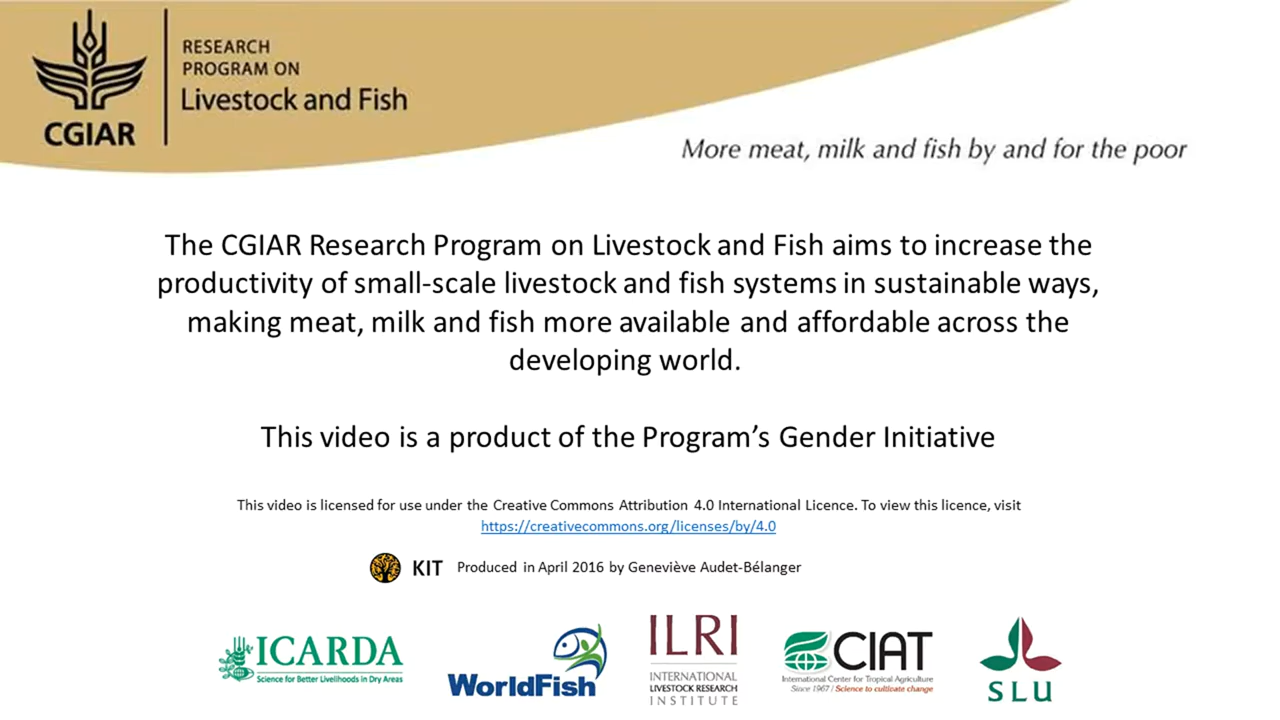 RESEARCH
PROGRAM ON
Livestock and Fish
CGIAR
More meat, milk and fish by and for the poor
The CGIAR Research Program on Livestock and Fish aims to increase the
productivity of small-scale livestock and fish systems in sustainable ways,
making meat, milk and fish more available and affordable across the
developing world.
This video is a product of the Program’s Gender Initiative
This video is licensed for use under the Creative Commons Attribution 4.0 International Licence. To view this licence, visit
https://creativecommons.org/licenses/by/4.0
KIT Produced in April 2016 by Geneviève Audet-Bélanger
ICARDA
Science for Better Livelihoods in Dry Areas
WorldFish
ILRI
INTERNATIONAL
LIVESTOCK RESEARCH
INSTITUTE
CIAT
International Center for Tropical Agriculture
Since 1967 / Science to cultivate change
SLU